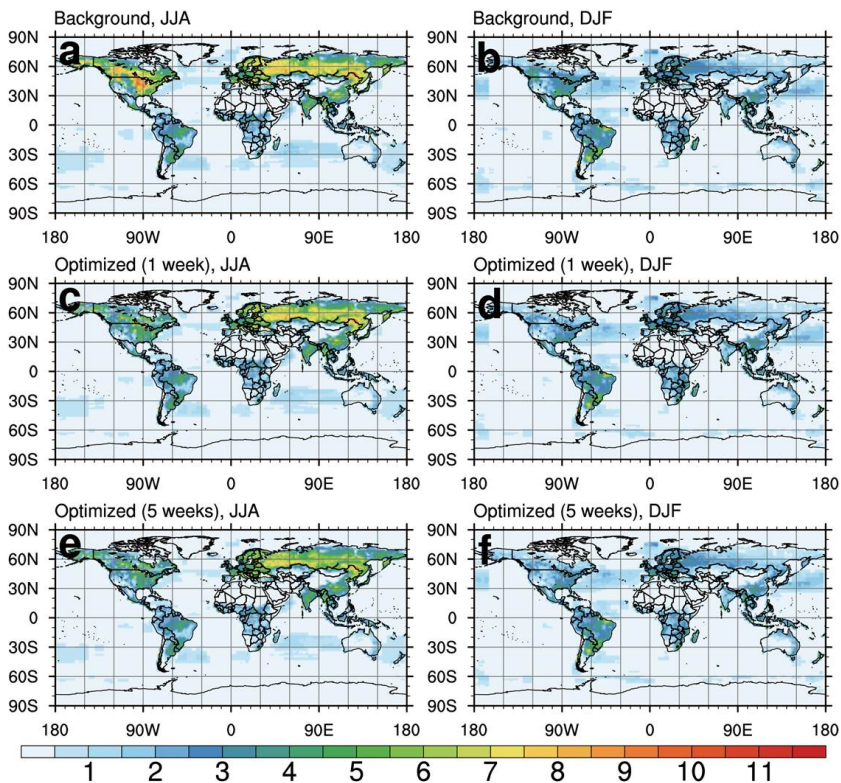 Background, JJA
Background, DJF
a
b
90N
60N
30N
0
30S
60S
90S
90N
60N
30N
0
30S
60S
90S
180 90W 0 90E 180
180 90W 0 90E 180
Optimized (1 week), JJA
Optimized (1 week), DJF
c
d
90N
60N
30N
0
30S
60S
90S
90N
60N
30N
0
30S
60S
90S
180 90W 0 90E 180
180 90W 0 90E 180
Optimized (5 weeks), JJA
Optimized (5 weeks), DJF
e
f
90N
60N
30N
0
30S
60S
90S
90N
60N
30N
0
30S
60S
90S
180 90W 0 90E 180
180 90W 0 90E 180
1 2 3 4 5 6 7 8 9 10 11